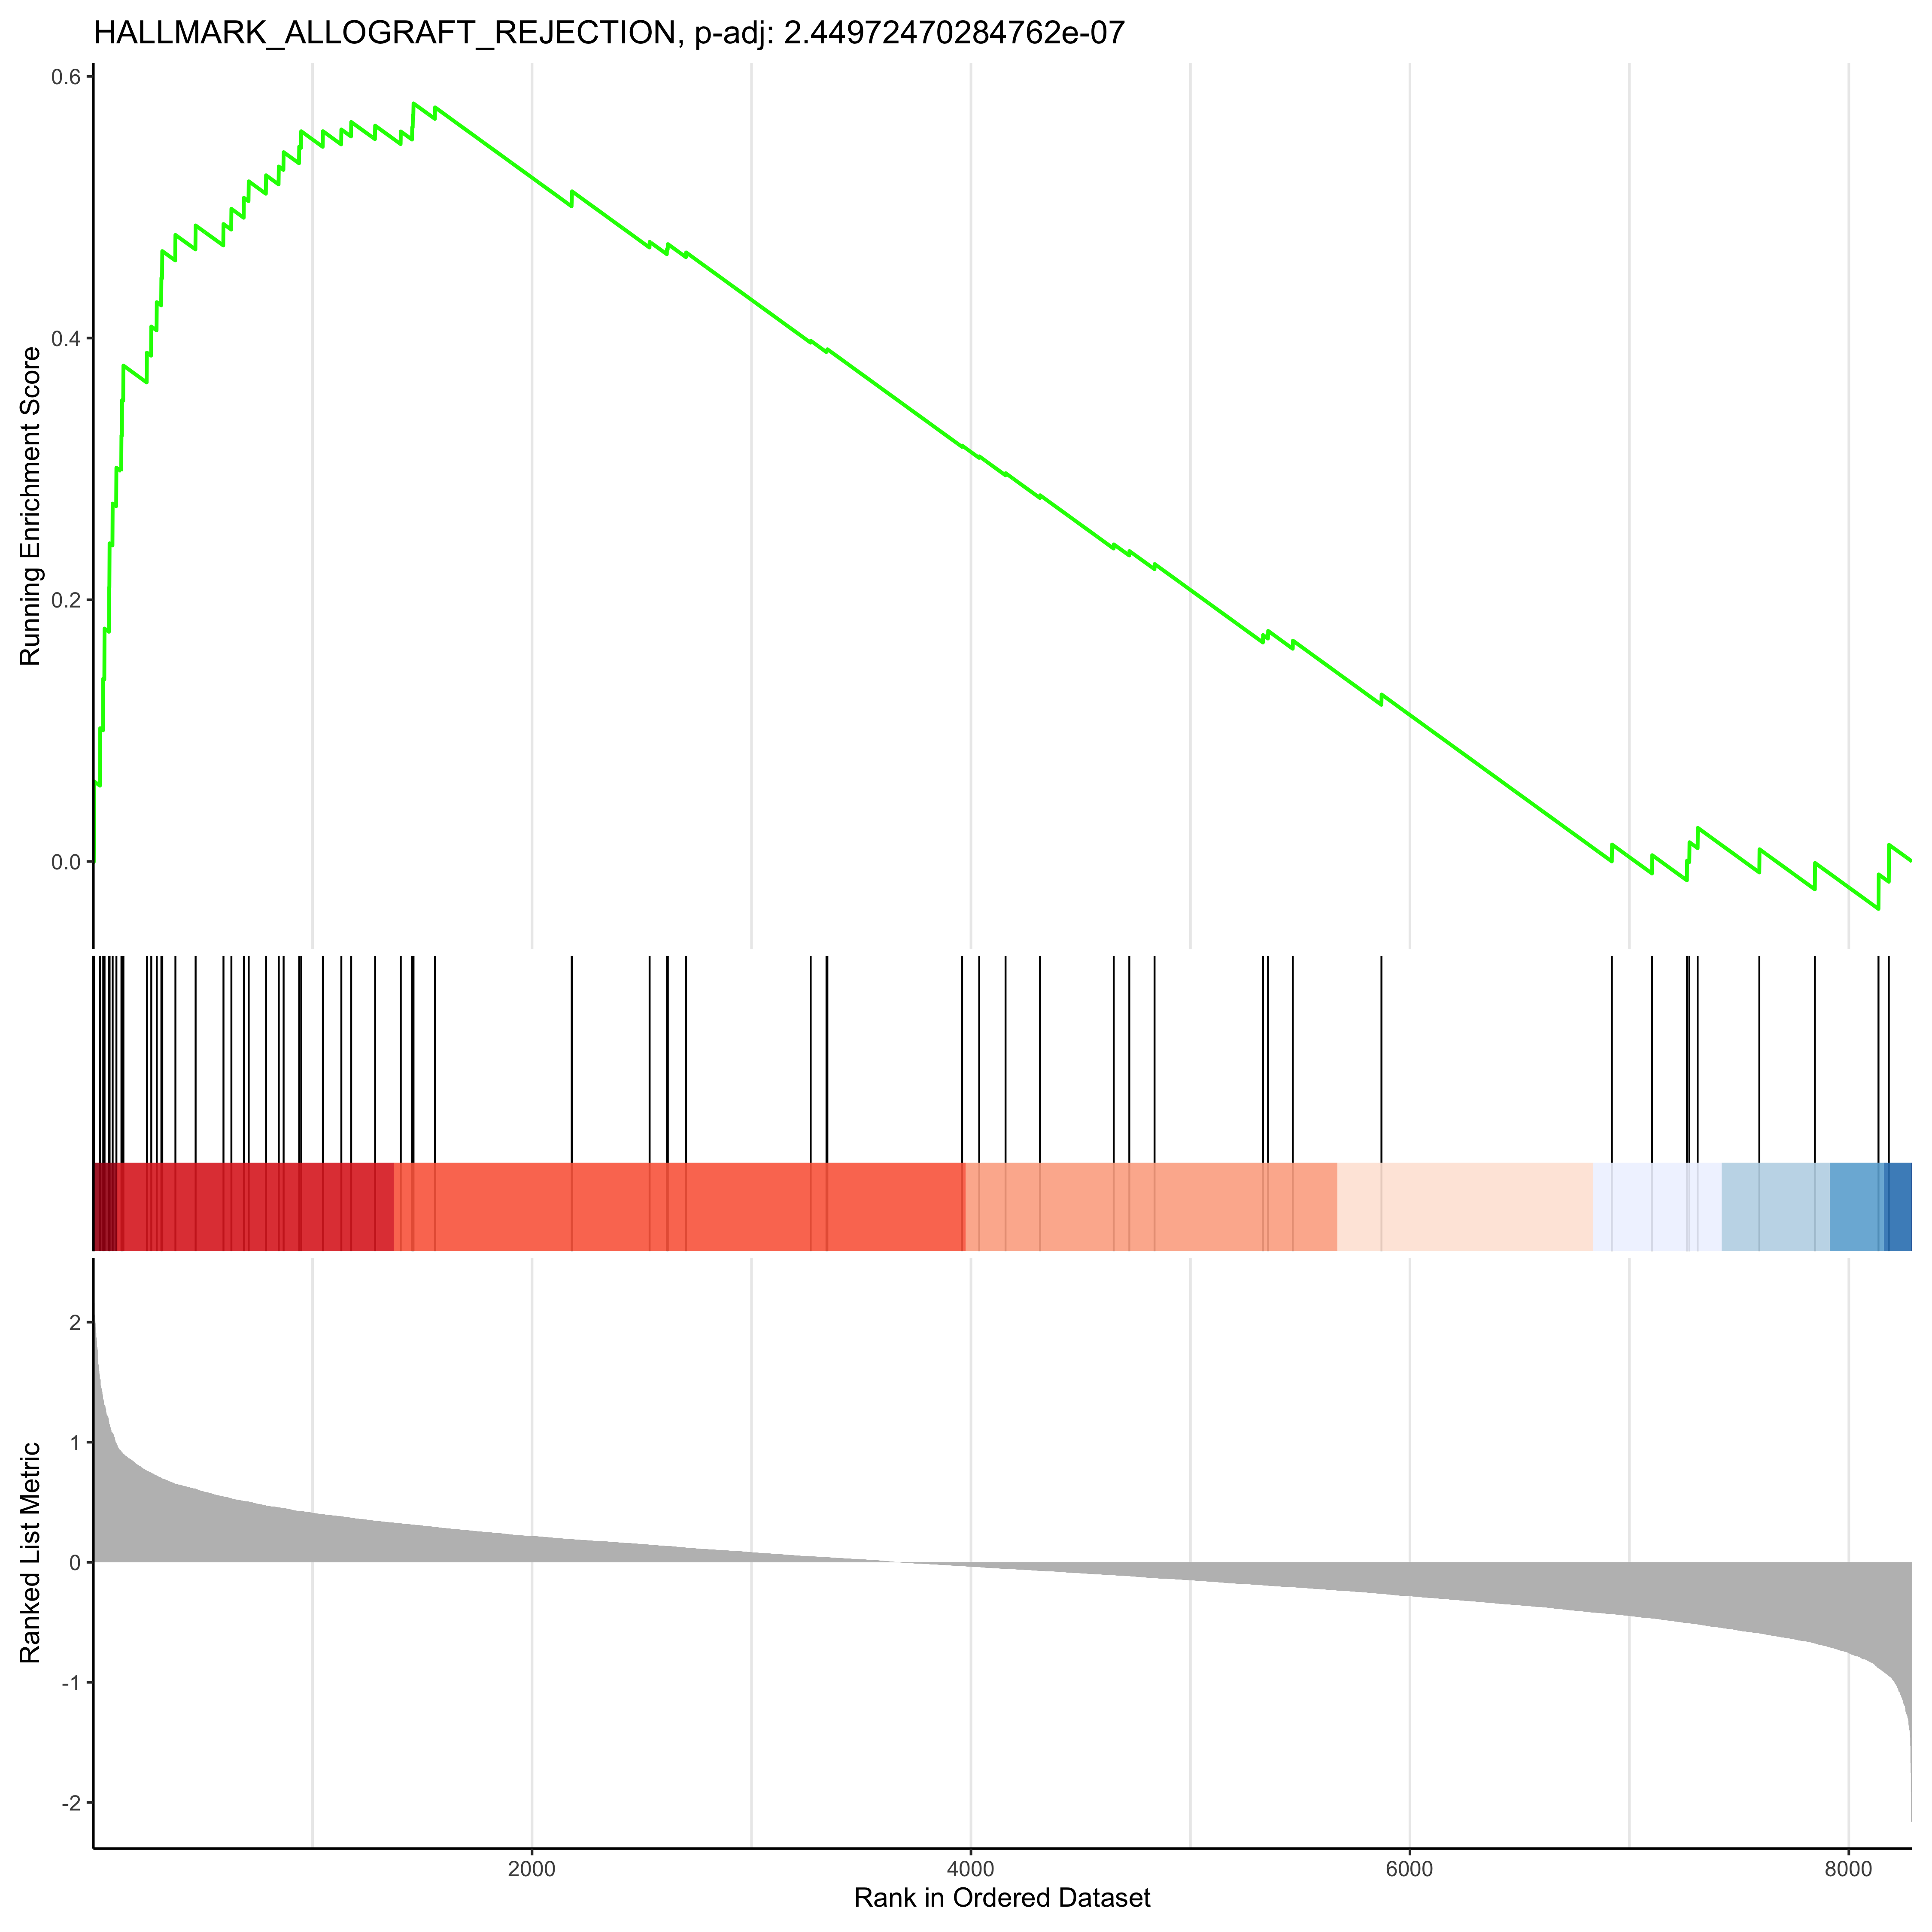 HALLMARK_ALLOGRAFT_REJECTION, p-adj: 2.44972470284762e-07
0.6
0.4
0.2
0.0
Running Enrichment Score
2
1
0
-1
-2
Ranked List Metric
2000 4000 6000 8000
Rank in Ordered Dataset